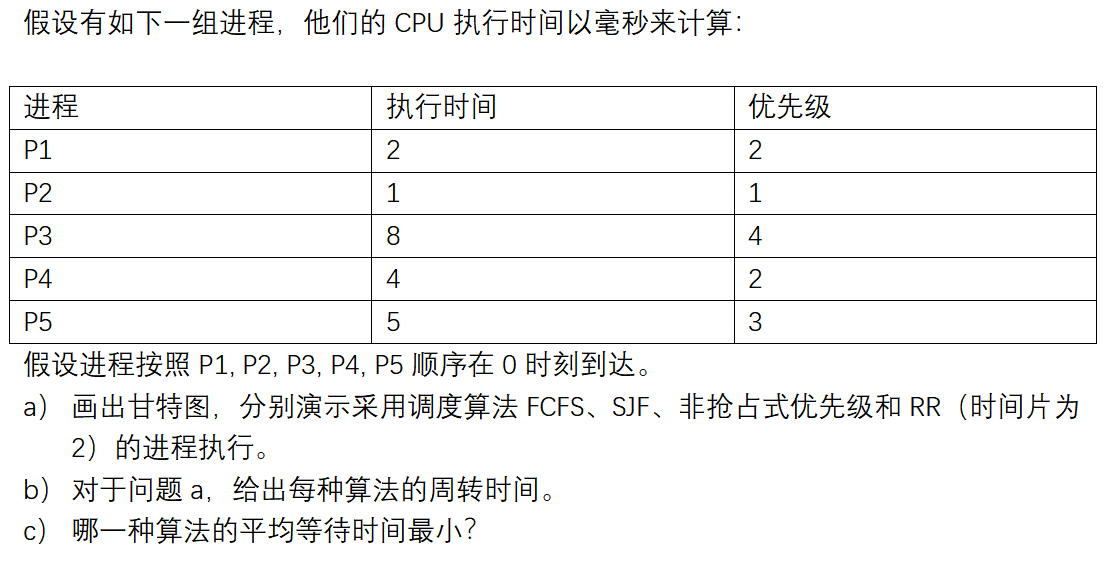 假设有如下一组进程，他们的 CPU 执行时间以毫秒来计算：
进程 执行时间 优先级
P1 2 2
P2 1 1
P3 8 4
P4 4 2
P5 5 3
假设进程按照 P1, P2, P3, P4, P5 顺序在 0 时刻到达。
a） 画出甘特图，分别演示采用调度算法 FCFS、SJF、非抢占式优先级和 RR（时间片为
2）的进程执行。
b） 对于问题 a，给出每种算法的周转时间。
c） 哪一种算法的平均等待时间最小？